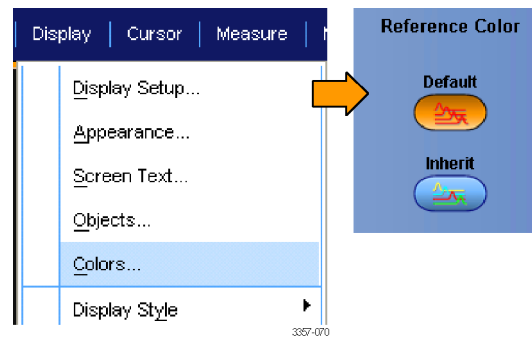 Display | Cursor | Measure |
Display Setup...
Appearance...
Screen Text...
Objects...
Colors...
Display Style
3357-070
Reference Color
Default
Inherit